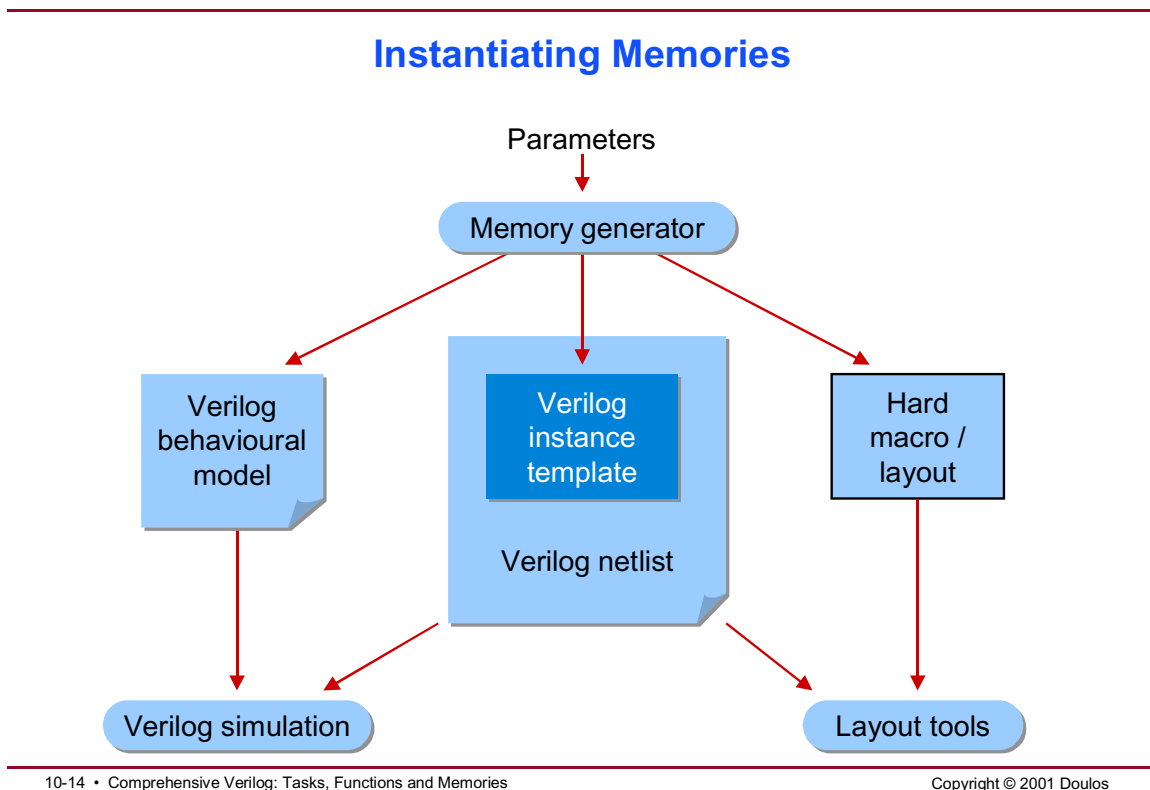 Instantiating Memories
Parameters
Memory generator
Verilog
behavioural
model
Verilog
instance
template
Hard
macro /
layout
Verilog netlist
Verilog simulation
Layout tools
10-14 • Comprehensive Verilog: Tasks, Functions and Memories
Copyright © 2001 Doulos